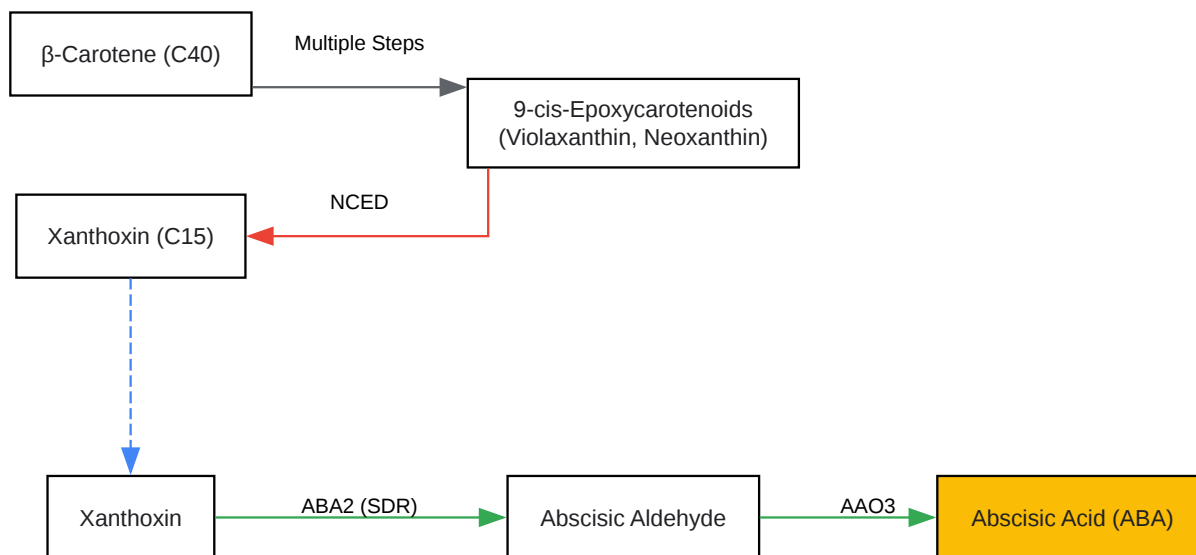 β-Carotene (C40)
Multiple Steps
9-cis-Epoxycarotenoids
(Violaxanthin, Neoxanthin)
NCED
Xanthoxin (C15)
Xanthoxin
ABA2 (SDR)
Abscisic Aldehyde
AAO3
Abscisic Acid (ABA)